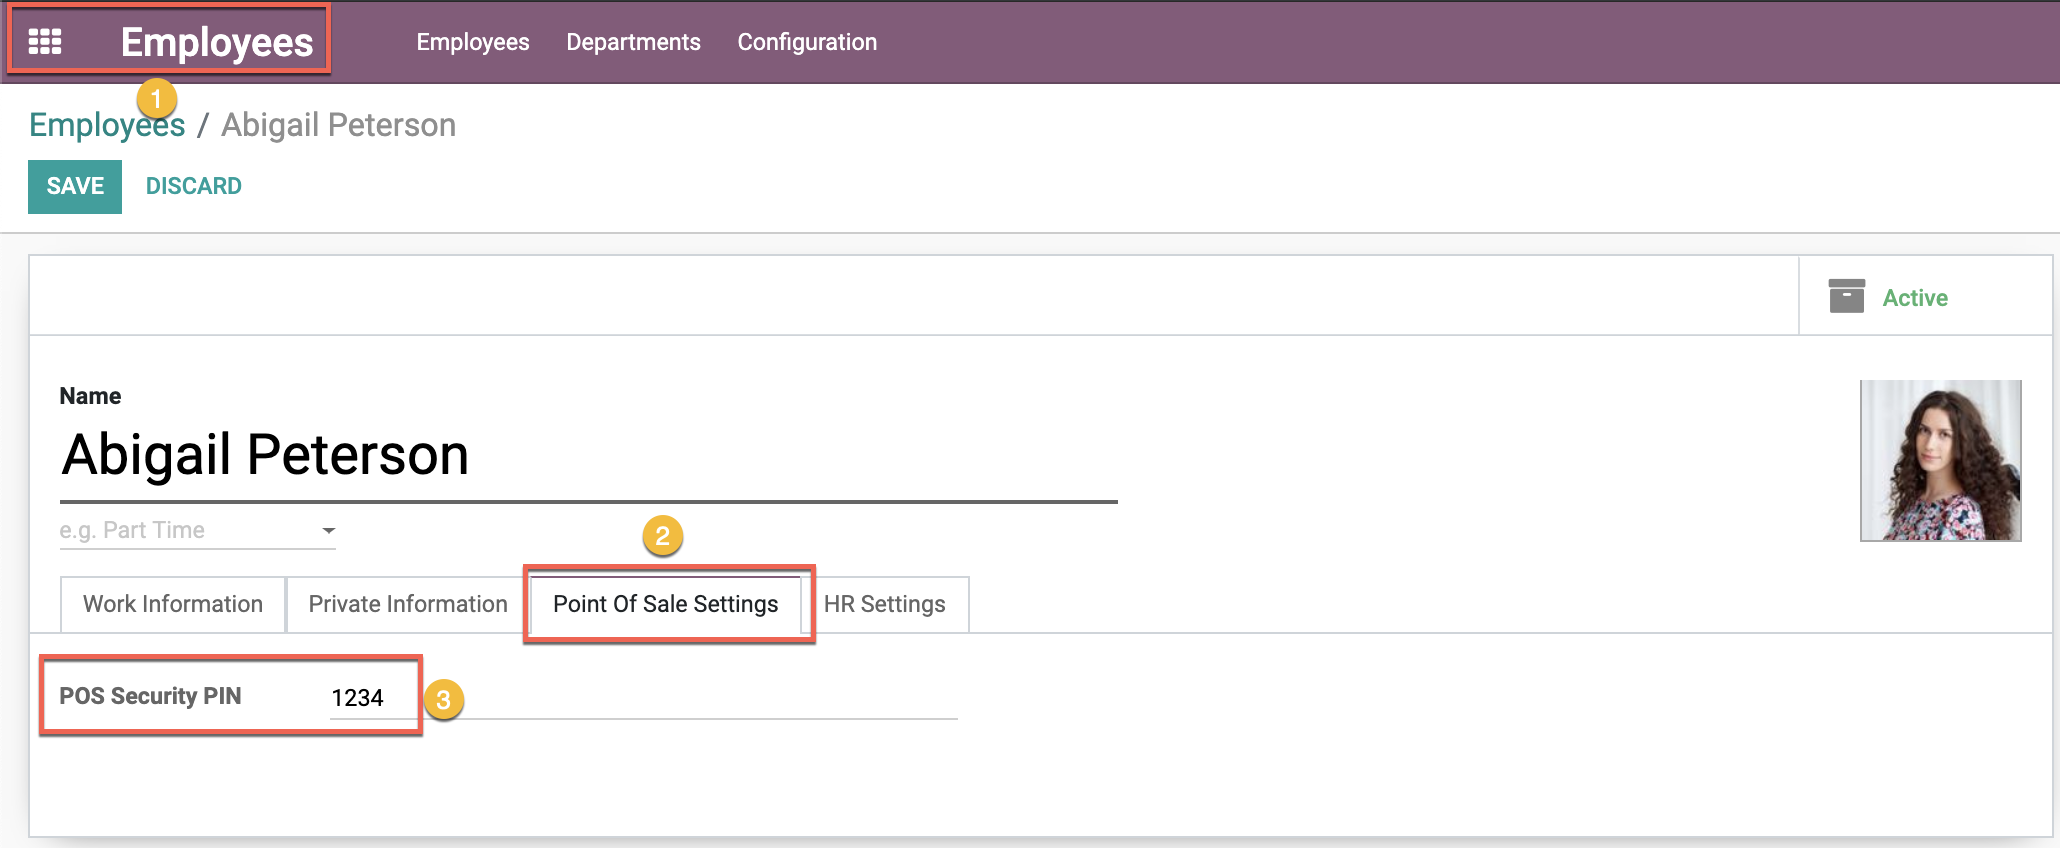 Employees Employees Departments Configuration
1
Employees / Abigail Peterson
SAVE DISCARD
Active
Name
Abigail Peterson
e.g. Part Time
2
Work Information Private Information Point Of Sale Settings HR Settings
POS Security PIN 1234 3